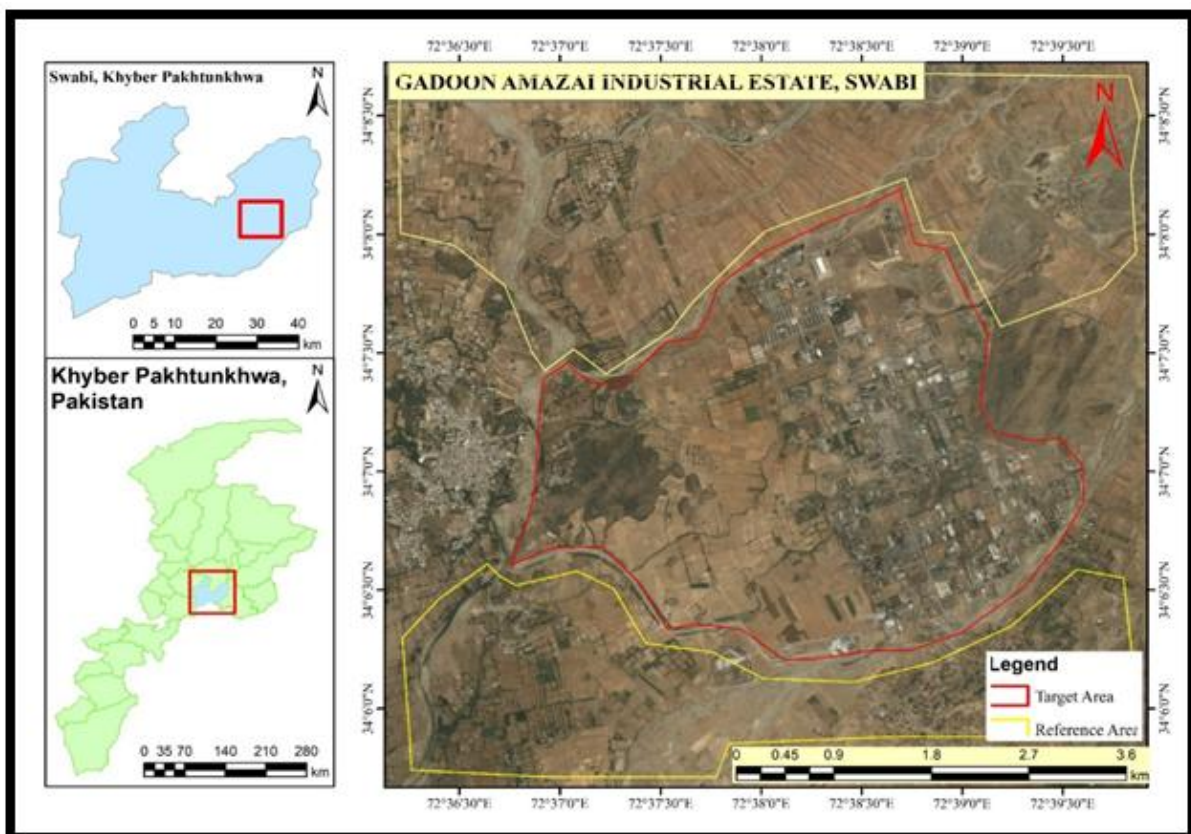 Swabi, Khyber Pakhtunkhwa
N
0 5 10 20 30 40
km
Khyber Pakhtunkhwa,
Pakistan
N
0 35 70 140 210 280
km
72°36'30"E 72°37'0"E 72°37'30"E 72°38'0"E 72°38'30"E 72°39'0"E 72°39'30"E
GADOON AMAZAI INDUSTRIAL ESTATE, SWABI
N
34°8'30"N
34°8'0"N
34°7'30"N
34°7'0"N
34°6'30"N
34°6'0"N
34°8'30"N
34°8'0"N
34°7'30"N
34°7'0"N
34°6'30"N
34°6'0"N
Legend
Target Area
Reference Area
0 0.45 0.9 1.8 2.7 3.6
km
72°36'30"E 72°37'0"E 72°37'30"E 72°38'0"E 72°38'30"E 72°39'0"E 72°39'30"E